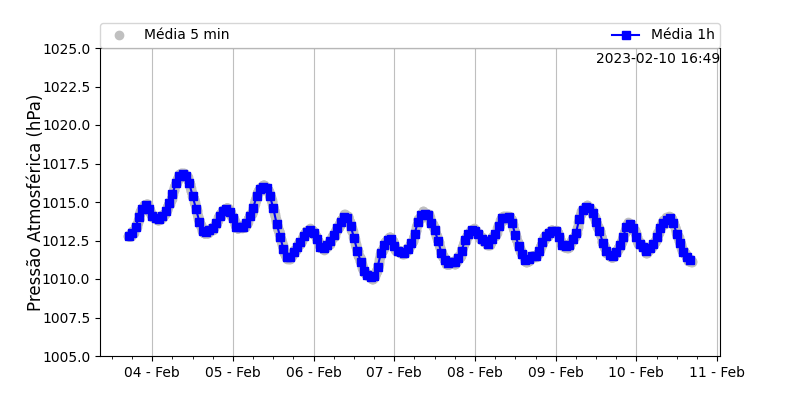 Média 5 min
Média 1h
2023-02-10 16:49
Pressão Atmosférica (hPa)
1025.0
1022.5
1020.0
1017.5
1015.0
1012.5
1010.0
1007.5
1005.0
04 - Feb
05 - Feb
06 - Feb
07 - Feb
08 - Feb
09 - Feb
10 - Feb
11 - Feb